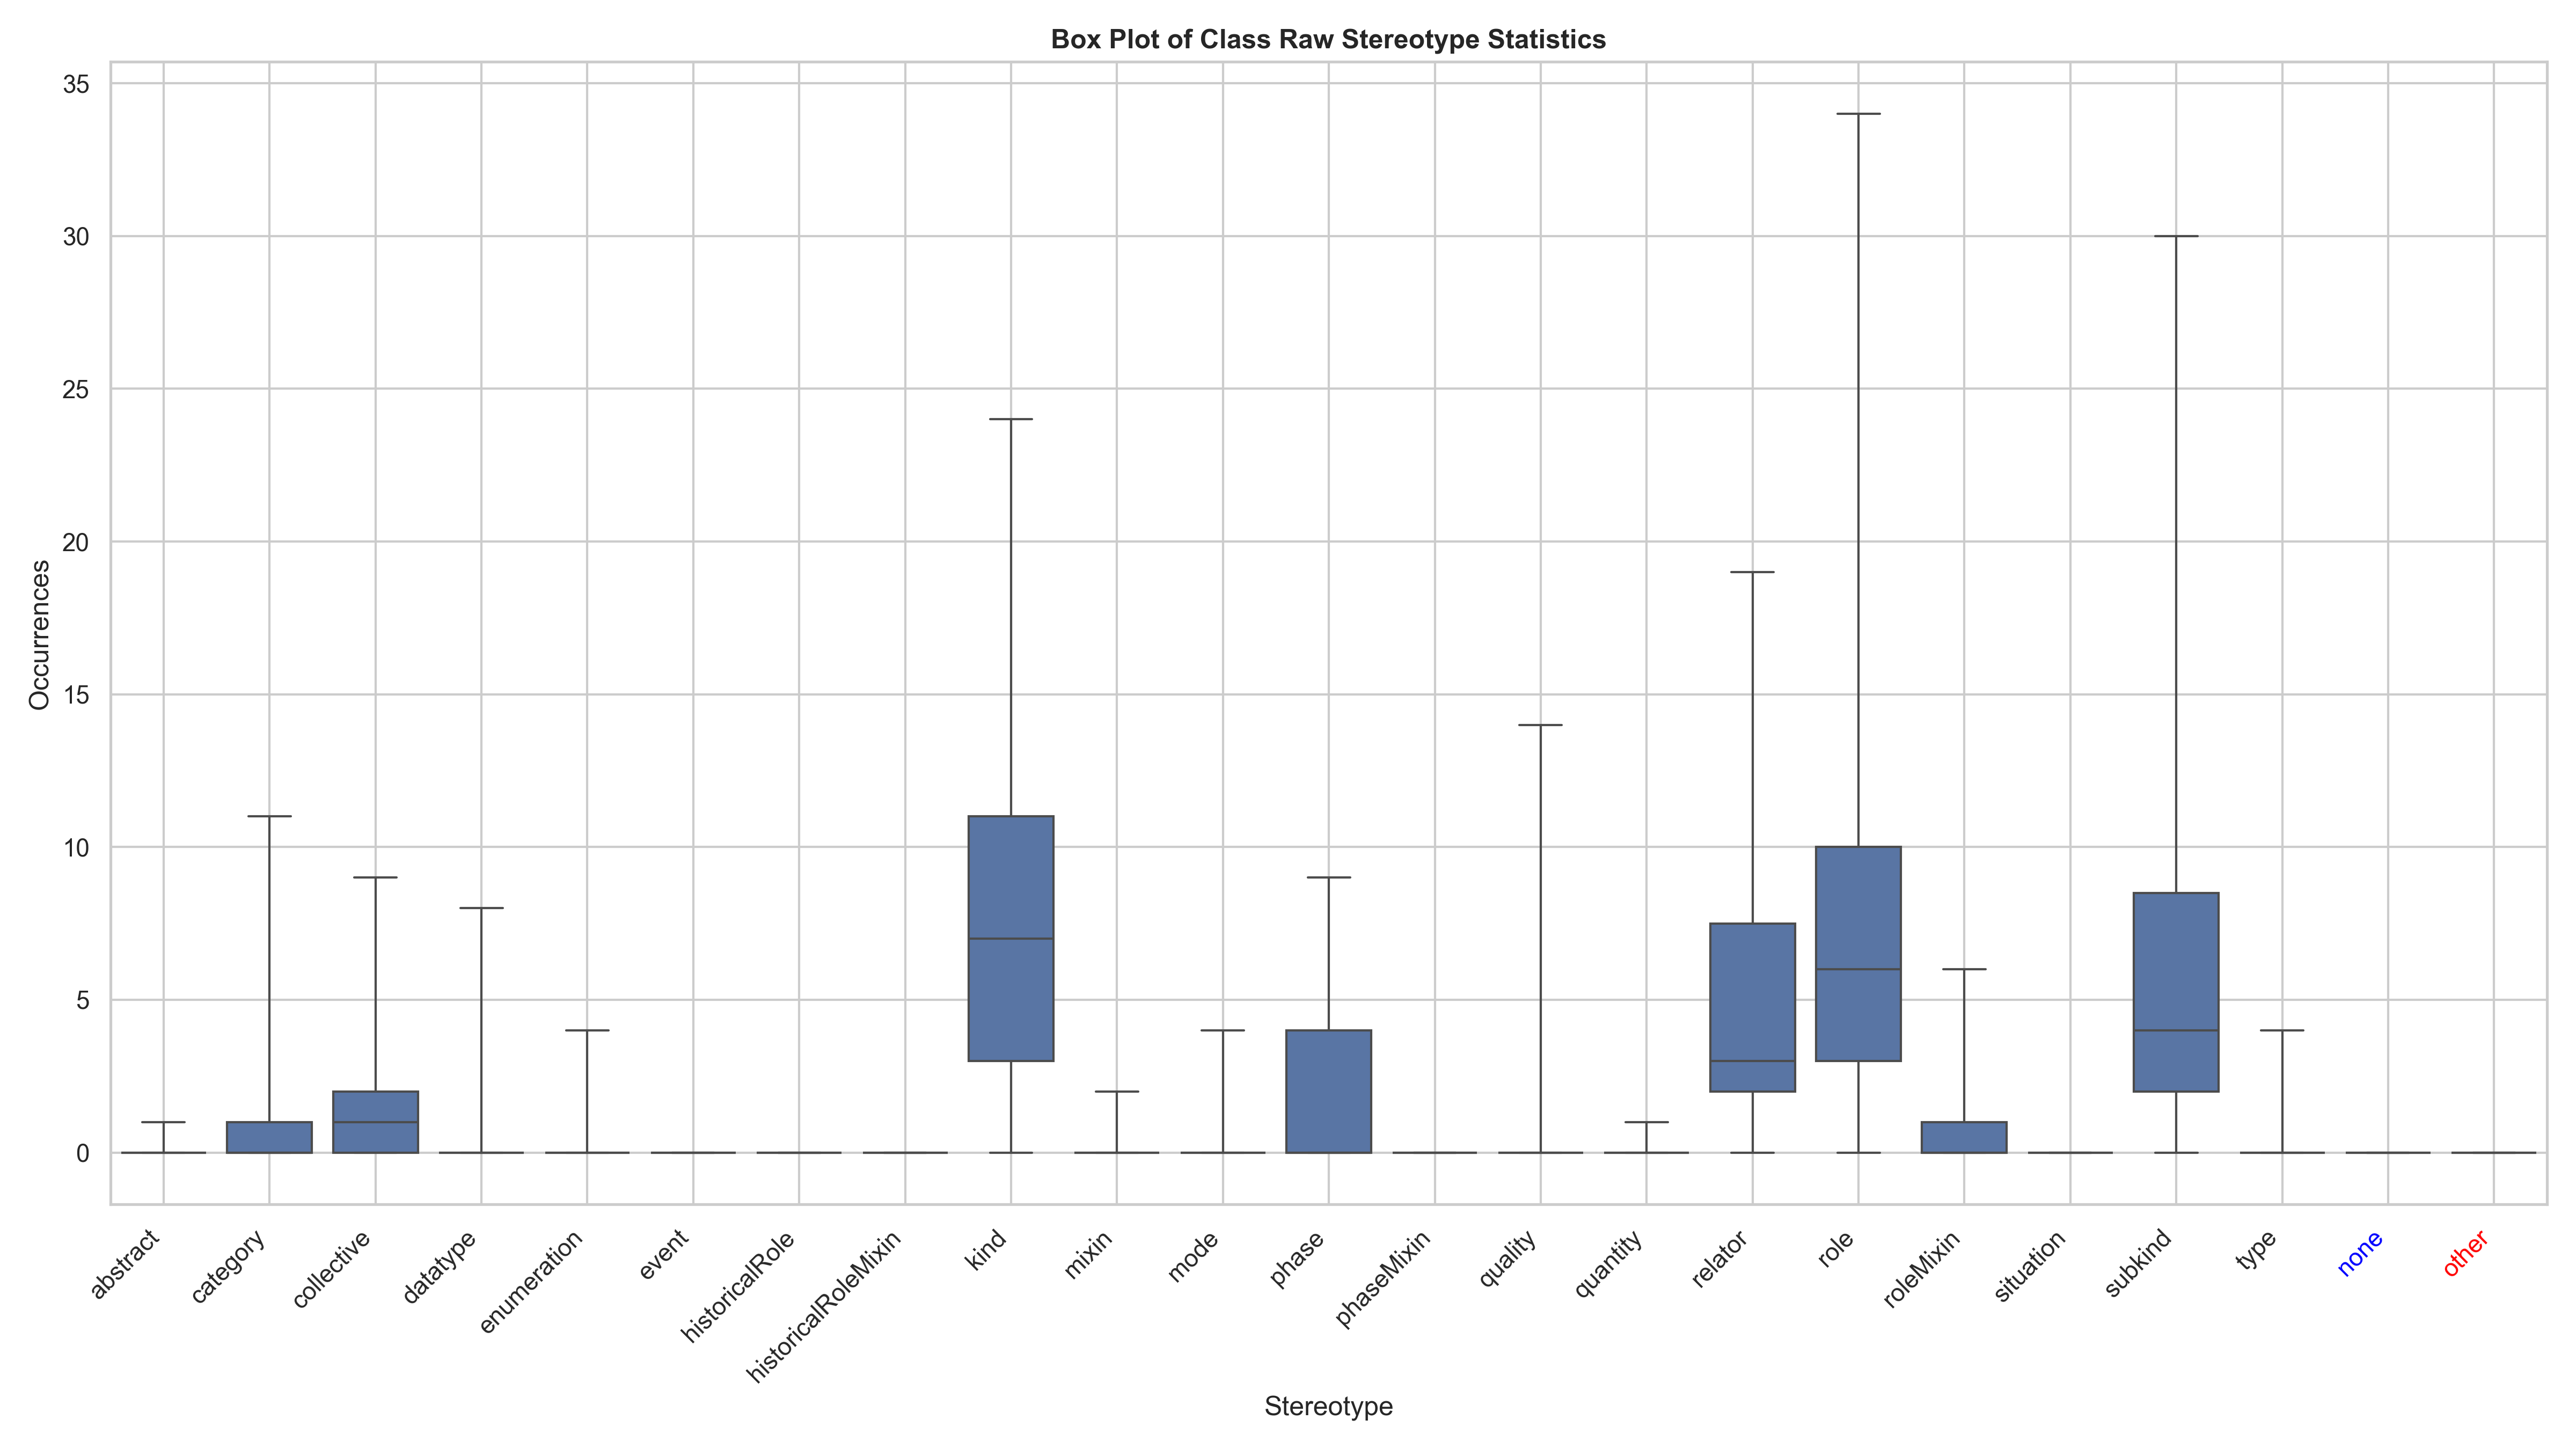 Box Plot of Class Raw Stereotype Statistics
35
30
25
20
15
10
5
0
Occurrences
abstract
category
collective
datatype
enumeration
event
historicalRole
historicalRoleMixin
kind
mixin
mode
phase
phaseMixin
quality
quantity
relator
role
roleMixin
situation
subkind
type
none
other
Stereotype